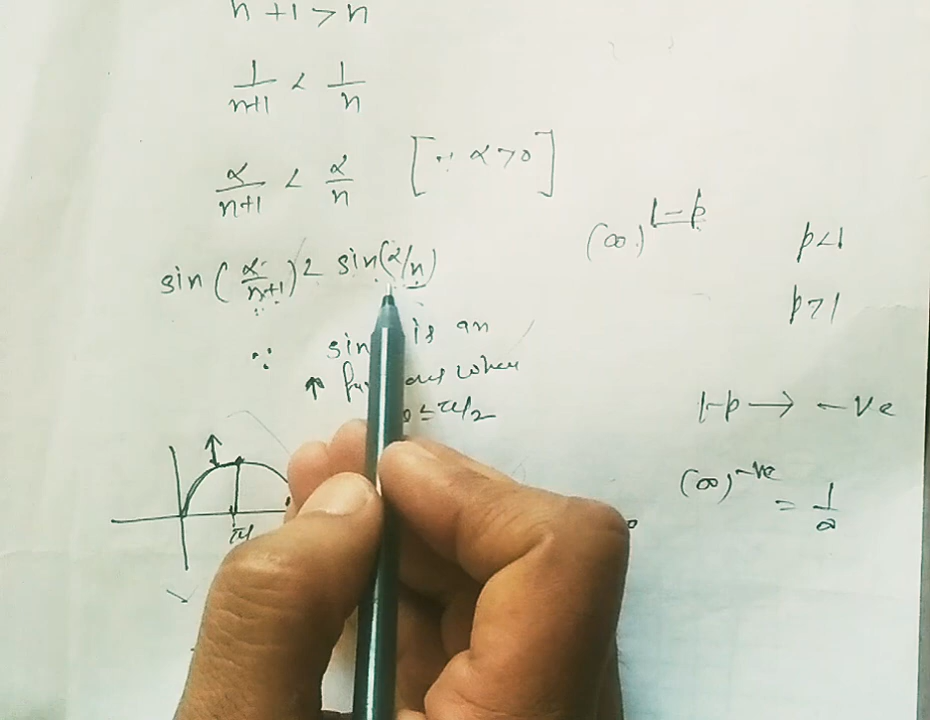 n+1 > n
1/(n+1) < 1/n
α/(n+1) < α/n [∵ α > 0]
sin(α/(n+1)) < sin(α/n)
∵ sin is an
↑ when
≤ π/2
π/
(∞)^(1-p)
p<1
p>1
1-p → -ve
(∞)^-ve = 1/∞